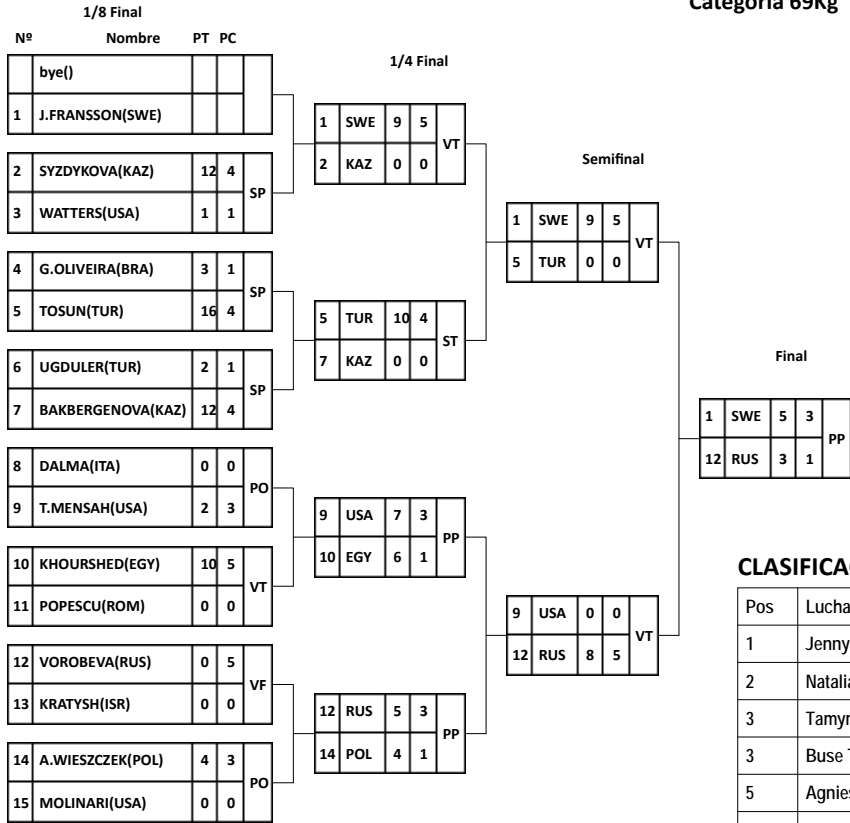 Categoria 69Kg
1/8 Final
Nº Nombre PT PC
bye()
1 J.FRANSSON(SWE)
2 SYZDYKOVA(KAZ) 12 4
SP
3 WATTERS(USA) 1 1
4 G.OLIVEIRA(BRA) 3 1
SP
5 TOSUN(TUR) 16 4
6 UGDULER(TUR) 2 1
SP
7 BAKBERGENOVA(KAZ) 12 4
8 DALMA(ITA) 0 0
PO
9 T.MENSAH(USA) 2 3
10 KHOURSHED(EGY) 10 5
VT
11 POPESCU(ROM) 0 0
12 VOROBEVA(RUS) 0 5
VF
13 KRATYSH(ISR) 0 0
14 A.WIESZCZEK(POL) 4 3
PO
15 MOLINARI(USA) 0 0
1/4 Final
1 SWE 9 5
VT
2 KAZ 0 0
5 TUR 10 4
ST
7 KAZ 0 0
9 USA 7 3
PP
10 EGY 6 1
12 RUS 5 3
PP
14 POL 4 1
Semifinal
1 SWE 9 5
VT
5 TUR 0 0
9 USA 0 0
VT
12 RUS 8 5
Final
1 SWE 5 3
PP
12 RUS 3 1
CLASIFICA
Pos Lucha
1 Jenny
2 Natalia
3 Tamyr
3 Buse
5 Agnies